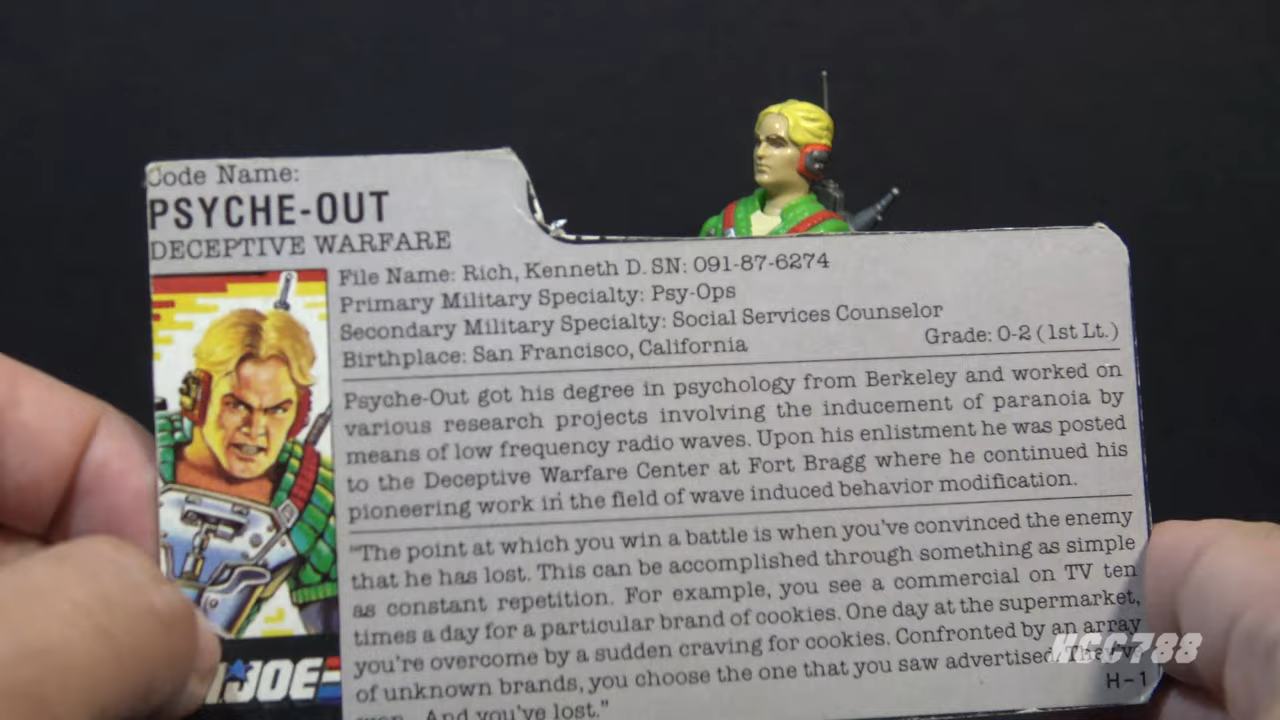 Code Name:
PSYCHE-OUT
DECEPTIVE WARFARE
File Name: Rich, Kenneth D. SN: 091-87-6274
Primary Military Specialty: Psy-Ops
Secondary Military Specialty: Social Services Counselor
Birthplace: San Francisco, California
Grade: O-2 (1st Lt.)
Psyche-Out got his degree in psychology from Berkeley and worked on
various research projects involving the inducement of paranoia by
means of low frequency radio waves. Upon his enlistment he was posted
to the Deceptive Warfare Center at Fort Bragg where he continued his
pioneering work in the field of wave induced behavior modification.
"The point at which you win a battle is when you've convinced the enemy
that he has lost. This can be accomplished through something as simple
as constant repetition. For example, you see a commercial on TV ten
times a day for a particular brand of cookies. One day at the supermarket,
you're overcome by a sudden craving for cookies. Confronted by an array
of unknown brands, you choose the one that you saw advertised. They've
And you've lost."
JOE
H-1
HCC788